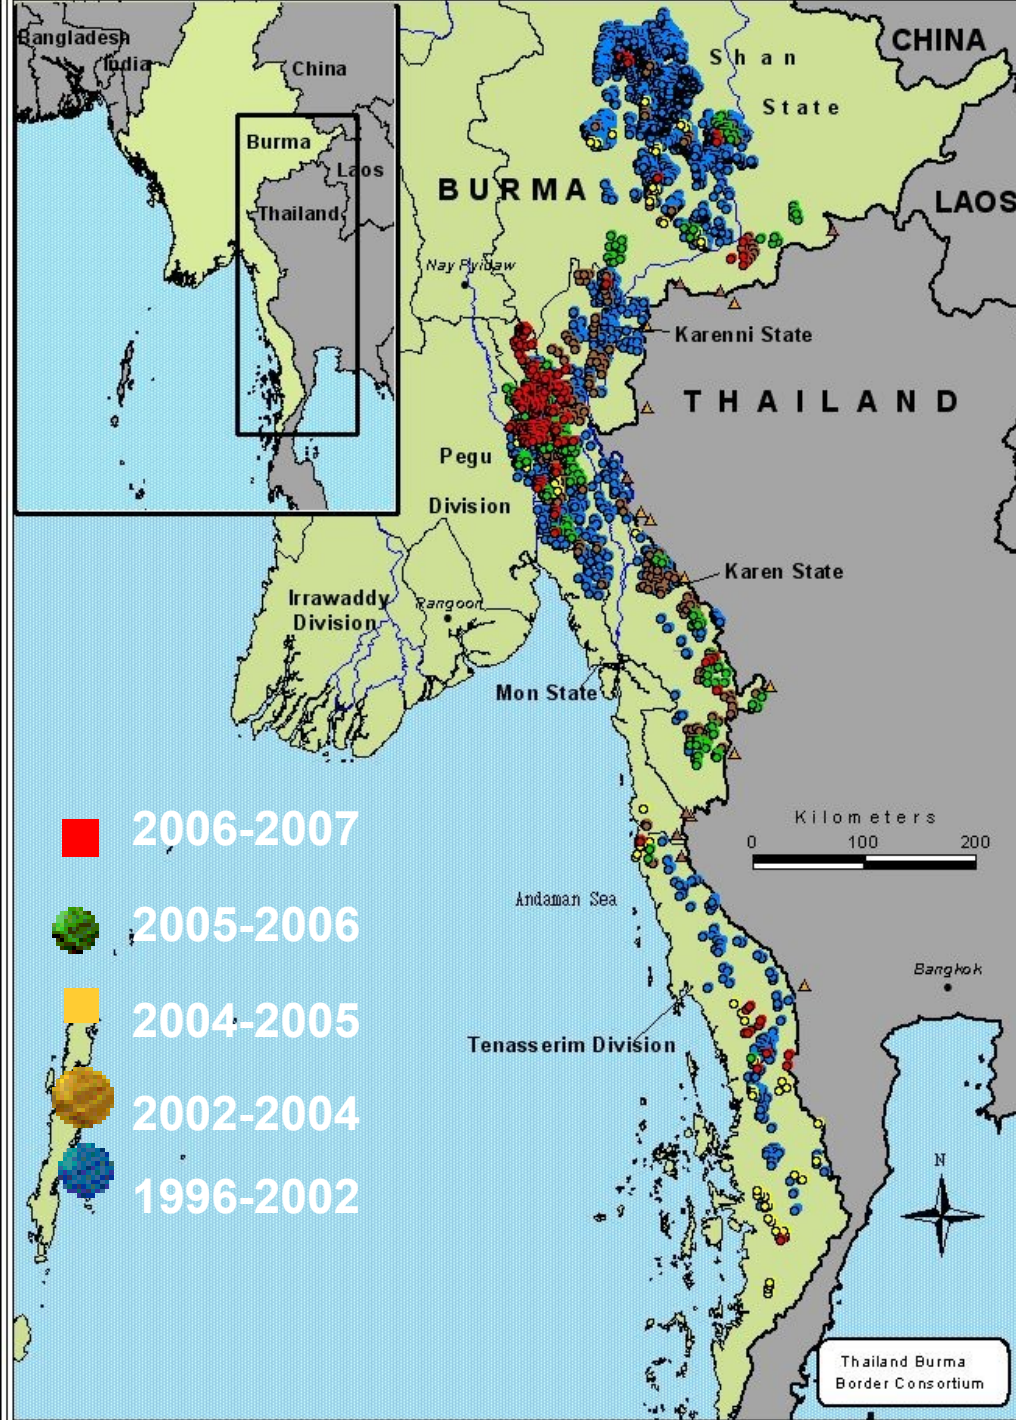 Bangladesh
India
China
Burma
Laos
Thailand
CHINA
Shan
State
BURMA
LAOS
Nay Pyidaw
Karenni State
THAILAND
Pegu
Division
Karen State
Irrawaddy
Division
Rangoon
Mon State
Kilometers
0 100 200
Andaman Sea
Bangkok
Tenasserim Division
2006-2007
2005-2006
2004-2005
2002-2004
1996-2002
N
Thailand Burma
Border Consortium